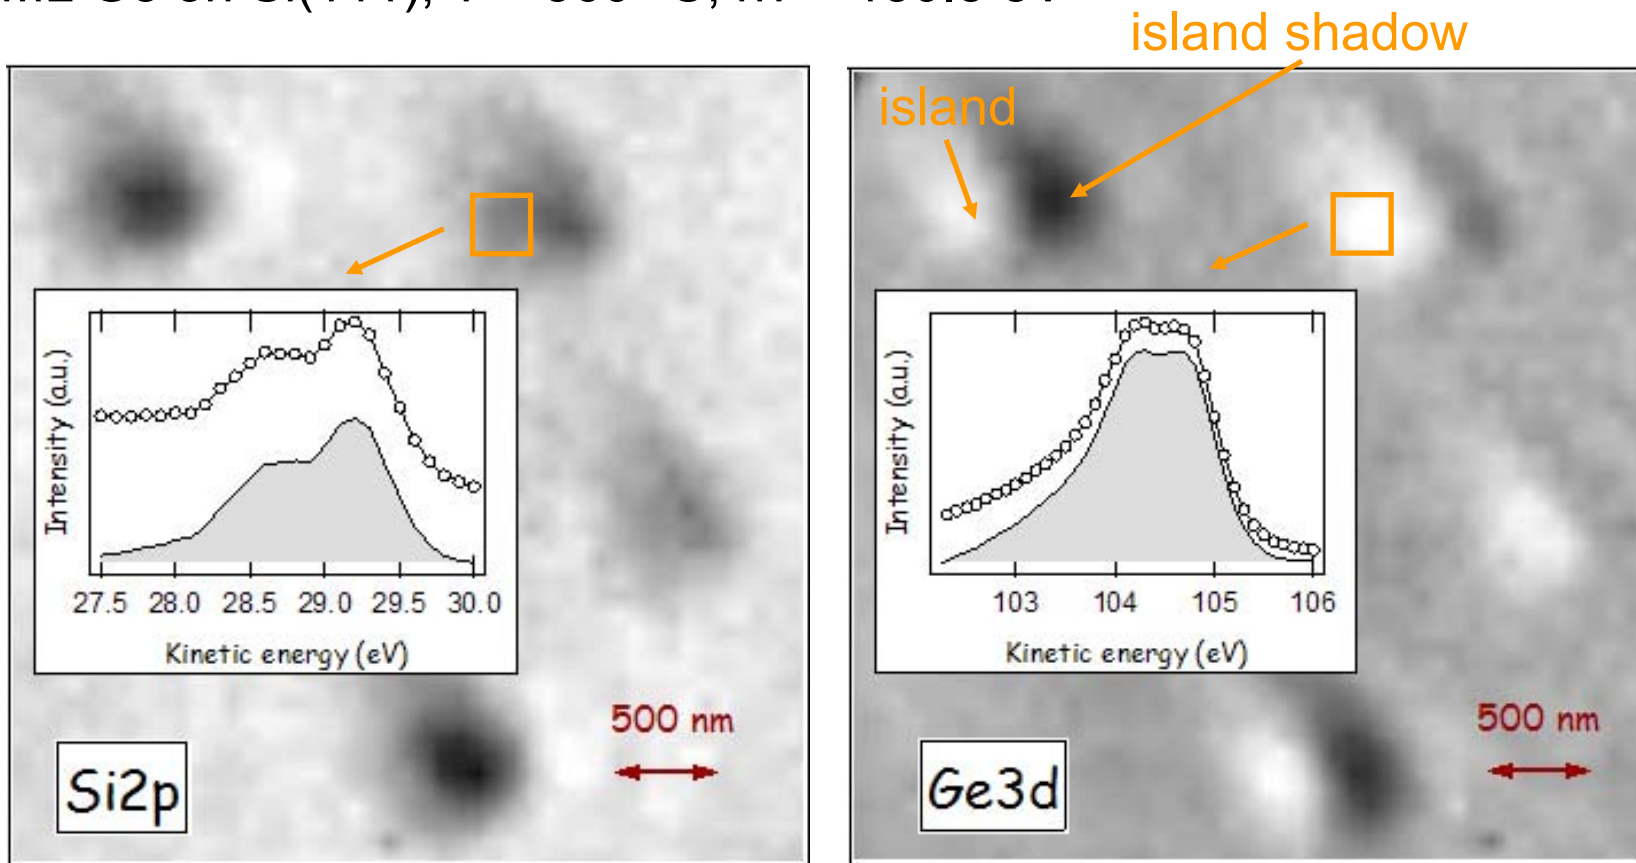 island shadow
island
Intensity (a.u.)
27.5 28.0 28.5 29.0 29.5 30.0
Kinetic energy (eV)
Intensity (a.u.)
103 104 105 106
Kinetic energy (eV)
500 nm
500 nm
Si2p
Ge3d